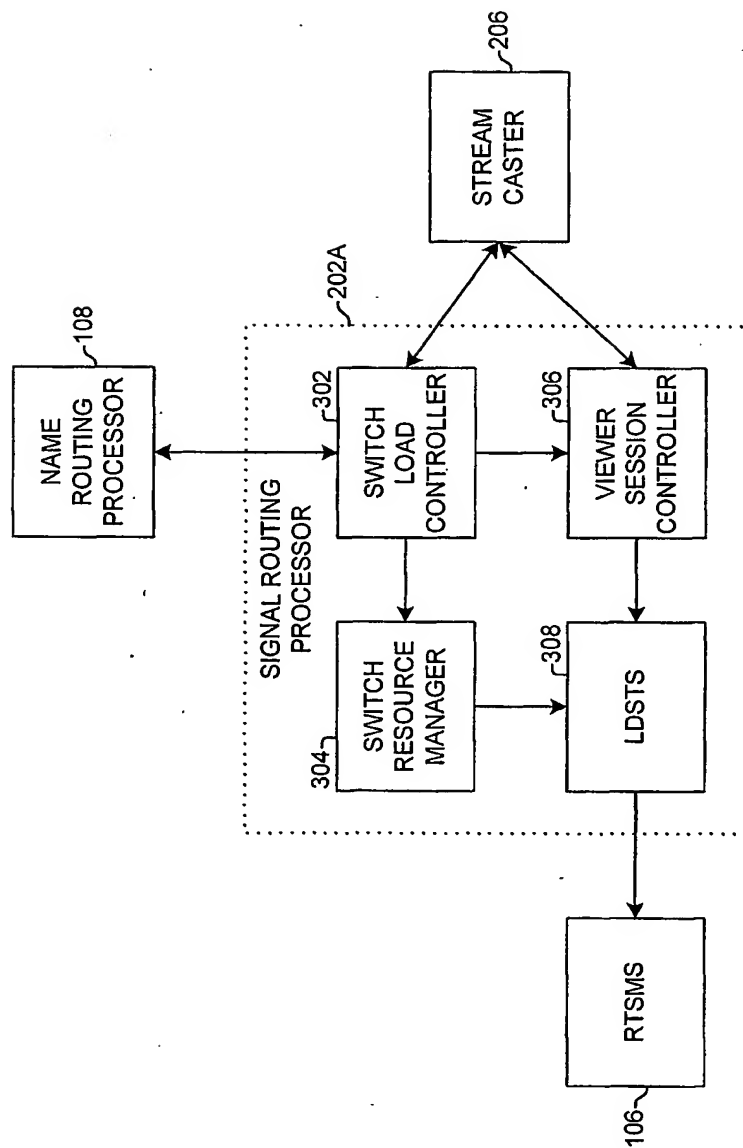 NAME
ROUTING
PROCESSOR
108
SIGNAL ROUTING
PROCESSOR
202A
SWITCH
RESOURCE
MANAGER
304
SWITCH
LOAD
CONTROLLER
302
STREAM
CASTER
206
RTSMS
106
LDSTS
308
VIEWER
SESSION
CONTROLLER
306